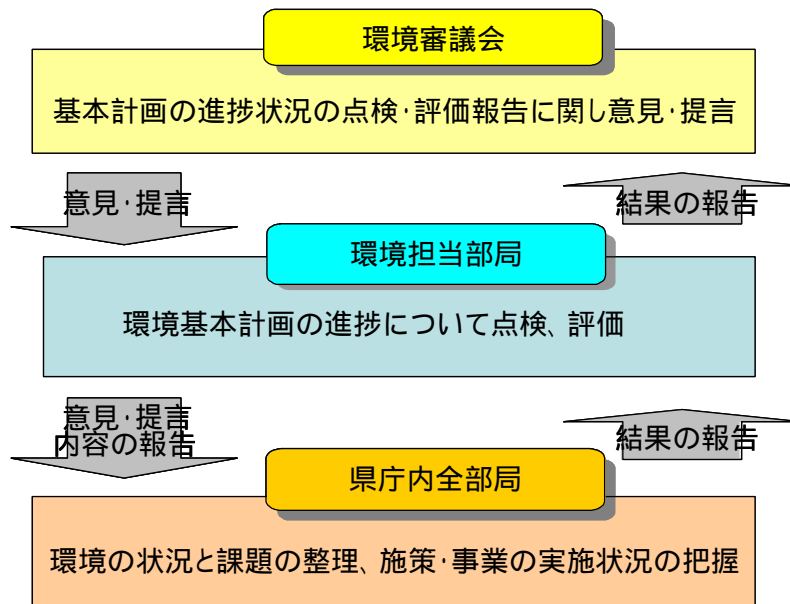 環境審議会
基本計画の進捗状況の点検・評価報告に関し意見・提言
意見・提言
結果の報告
環境担当部局
環境基本計画の進捗について点検、評価
意見・提言
内容の報告
結果の報告
県庁内全部局
環境の状況と課題の整理、施策・事業の実施状況の把握